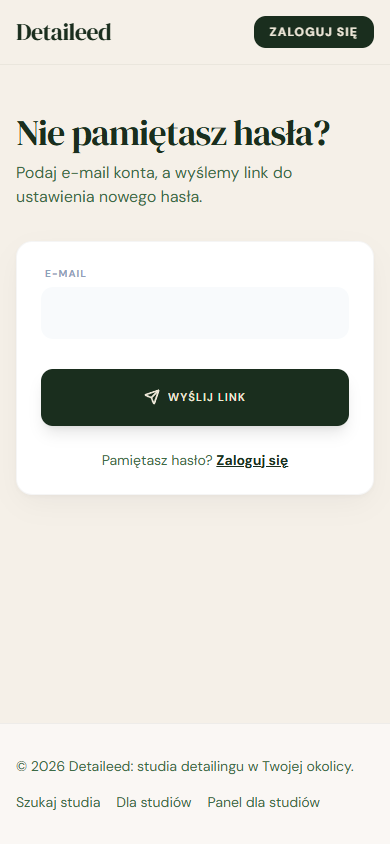 Detaileed
ZALOGUJ SIĘ
Nie pamiętasz hasła?
Podaj e-mail konta, a wyślemy link do
ustawienia nowego hasła.
E-MAIL
WYŚLIJ LINK
Pamiętasz hasło? Zaloguj się
© 2026 Detaileed: studia detailingu w Twojej okolicy.
Szukaj studia Dla studiów Panel dla studiów